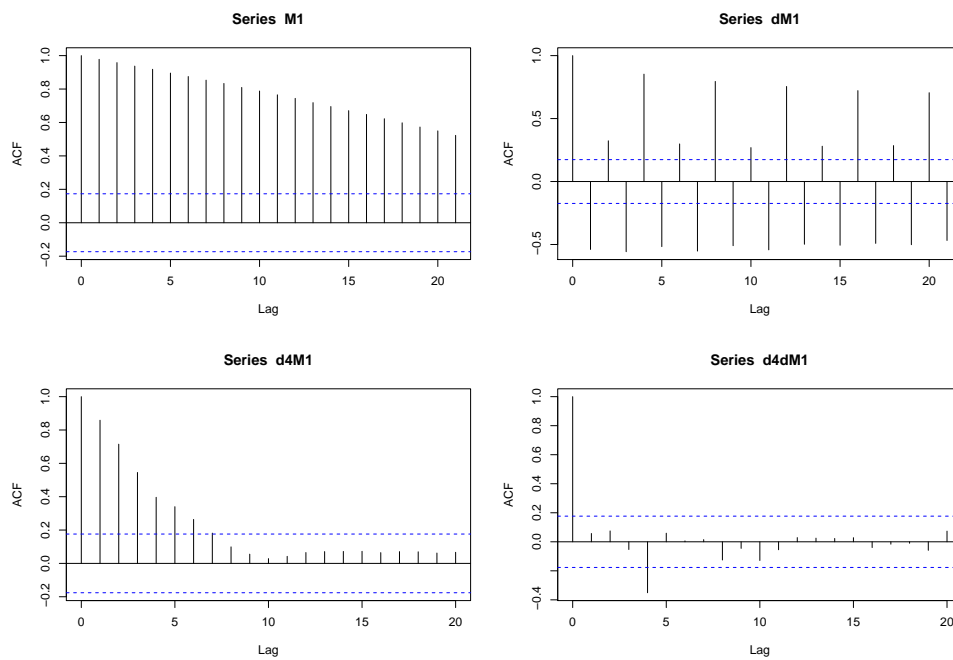 Series M1
ACF
−0.2 0.0 0.2 0.4 0.6 0.8 1.0
0 5 10 15 20
Lag
Series dM1
ACF
−0.5 0.0 0.5 1.0
0 5 10 15 20
Lag
Series d4M1
ACF
−0.2 0.0 0.2 0.4 0.6 0.8 1.0
0 5 10 15 20
Lag
Series d4dM1
ACF
−0.4 0.0 0.2 0.4 0.6 0.8 1.0
0 5 10 15 20
Lag